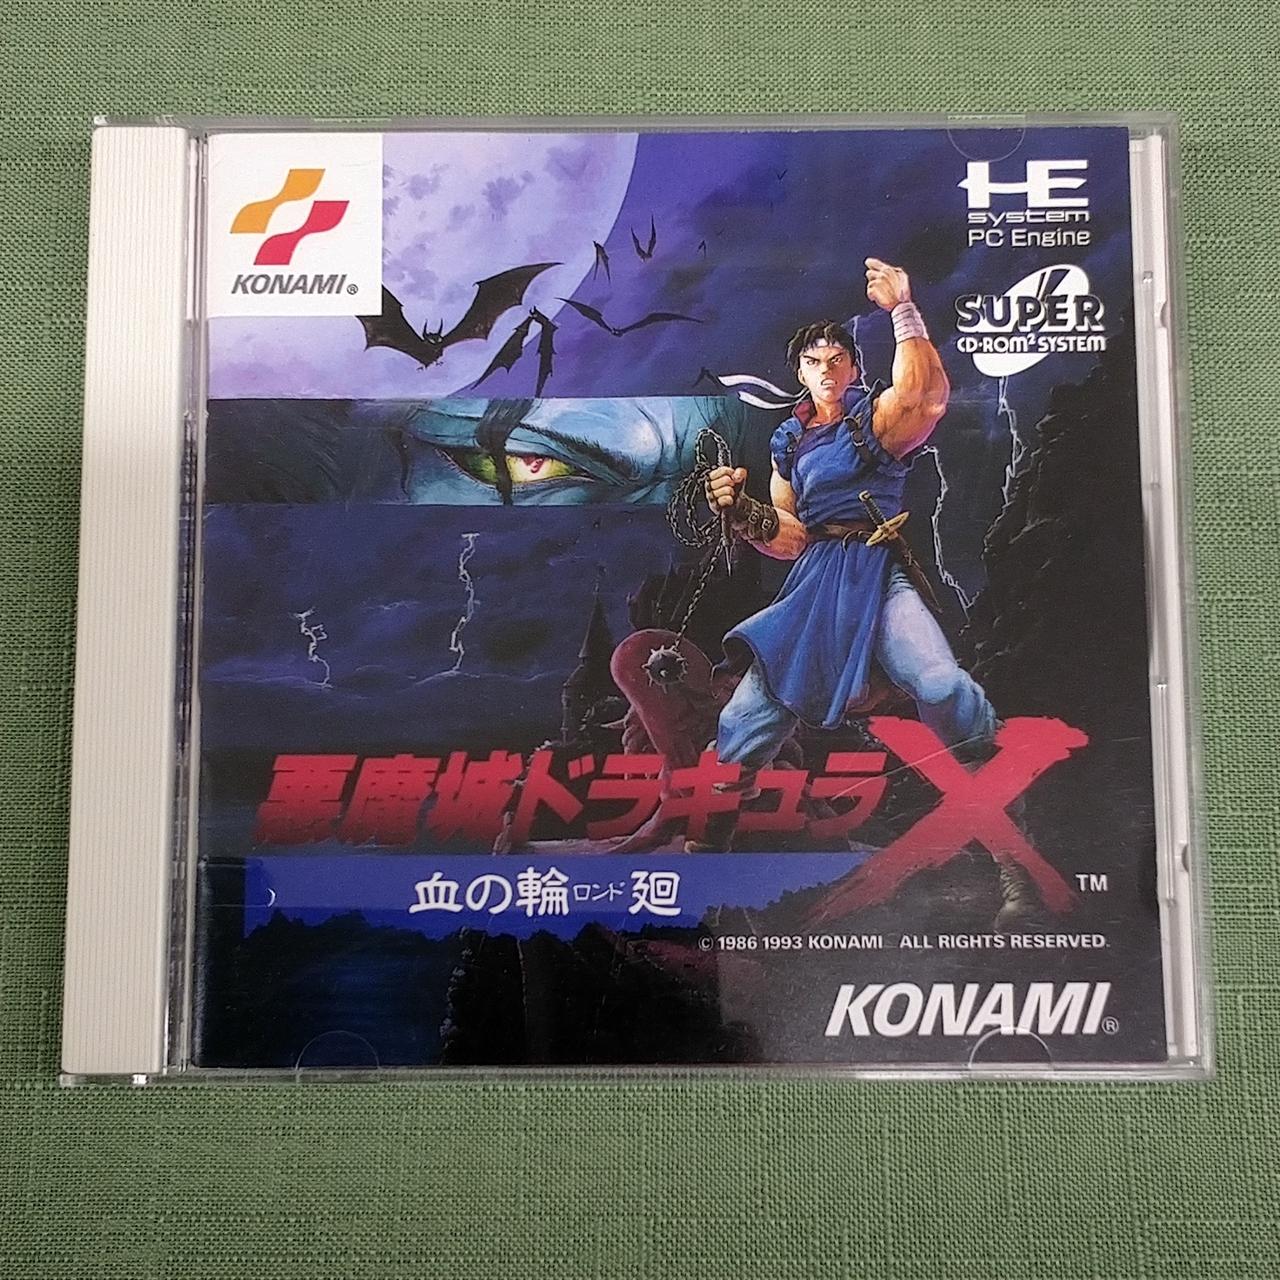 KONAMI®
HE
system
PC Engine
SUPER
CD-ROM² SYSTEM
悪魔城ドラキュラX
™
血の輪ロンド廻
© 1986 1993 KONAMI ALL RIGHTS RESERVED.
KONAMI®